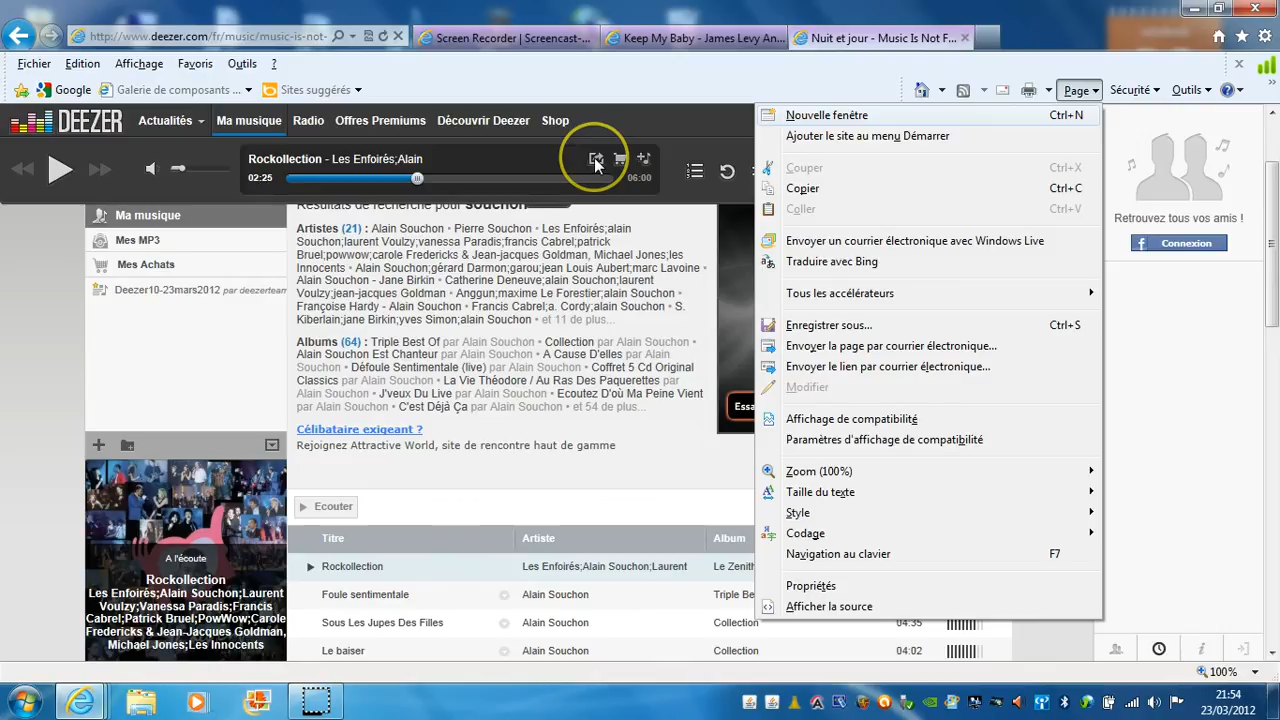 http://www.deezer.com/fr/music/music-is-not-
Screen Recorder | Screencast-...
Keep My Baby - James Levy An...
Nuit et jour - Music Is Not F...
Fichier Edition Affichage Favoris Outils ?
Google Galerie de composants ... Sites suggérés
Page Sécurité Outils
DEEZER Actualités Ma musique Radio Offres Premiums Découvrir Deezer Shop
Rockollection - Les Enfoirés;Alain
02:25 06:00
Ma musique
Mes MP3
Mes Achats
Deezer10-23mars2012 par deezerteam
Résultats de recherche pour souchon
Artistes (21) : Alain Souchon • Pierre Souchon • Les Enfoirés;alain
Souchon;laurent Voulzy;vanessa Paradis;francis Cabrel;patrick
Bruel;powwow;carole Fredericks & Jean-jacques Goldman, Michael Jones;les
Innocents • Alain Souchon;gérard Darmon;garou;jean Louis Aubert;marc Lavoine •
Alain Souchon - Jane Birkin • Catherine Deneuve;alain Souchon;laurent
Voulzy;jean-jacques Goldman • Anggun;maxime Le Forestier;alain Souchon •
Françoise Hardy - Alain Souchon • Francis Cabrel;a. Cordy;alain Souchon • S.
Kiberlain;jane Birkin;yves Simon;alain Souchon • et 11 de plus...
Albums (64) : Triple Best Of par Alain Souchon • Collection par Alain Souchon •
Alain Souchon Est Chanteur par Alain Souchon • A Cause D'elles par Alain
Souchon • Défoule Sentimentale (live) par Alain Souchon • Coffret 5 Cd Original
Classics par Alain Souchon • La Vie Théodore / Au Ras Des Paquerettes par
Alain Souchon • J'veux Du Live par Alain Souchon • Ecoutez D'où Ma Peine Vient
par Alain Souchon • C'est Déjà Ça par Alain Souchon • et 54 de plus...
Célibataire exigeant ?
Rejoignez Attractive World, site de rencontre haut de gamme
Essa
Ecouter
Titre Artiste Album
Rockollection Les Enfoirés;Alain Souchon;Laurent Le Zenith
Foule sentimentale Alain Souchon Triple Be
Sous Les Jupes Des Filles Alain Souchon Collection 04:35
Le baiser Alain Souchon Collection 04:02
A l'écoute
Rockollection
Les Enfoirés;Alain Souchon;Laurent
Voulzy;Vanessa Paradis;Francis
Cabrel;Patrick Bruel;PowWow;Carole
Fredericks & Jean-Jacques Goldman,
Michael Jones;Les Innocents
Nouvelle fenêtre Ctrl+N
Ajouter le site au menu Démarrer
Couper Ctrl+X
Copier Ctrl+C
Coller Ctrl+V
Envoyer un courrier électronique avec Windows Live
Traduire avec Bing
Tous les accélérateurs
Enregistrer sous... Ctrl+S
Envoyer la page par courrier électronique...
Envoyer le lien par courrier électronique...
Modifier
Affichage de compatibilité
Paramètres d'affichage de compatibilité
Zoom (100%)
Taille du texte
Style
Codage
Navigation au clavier F7
Propriétés
Afficher la source
Retrouvez tous vos amis !
Connexion
100%
21:54
23/03/2012